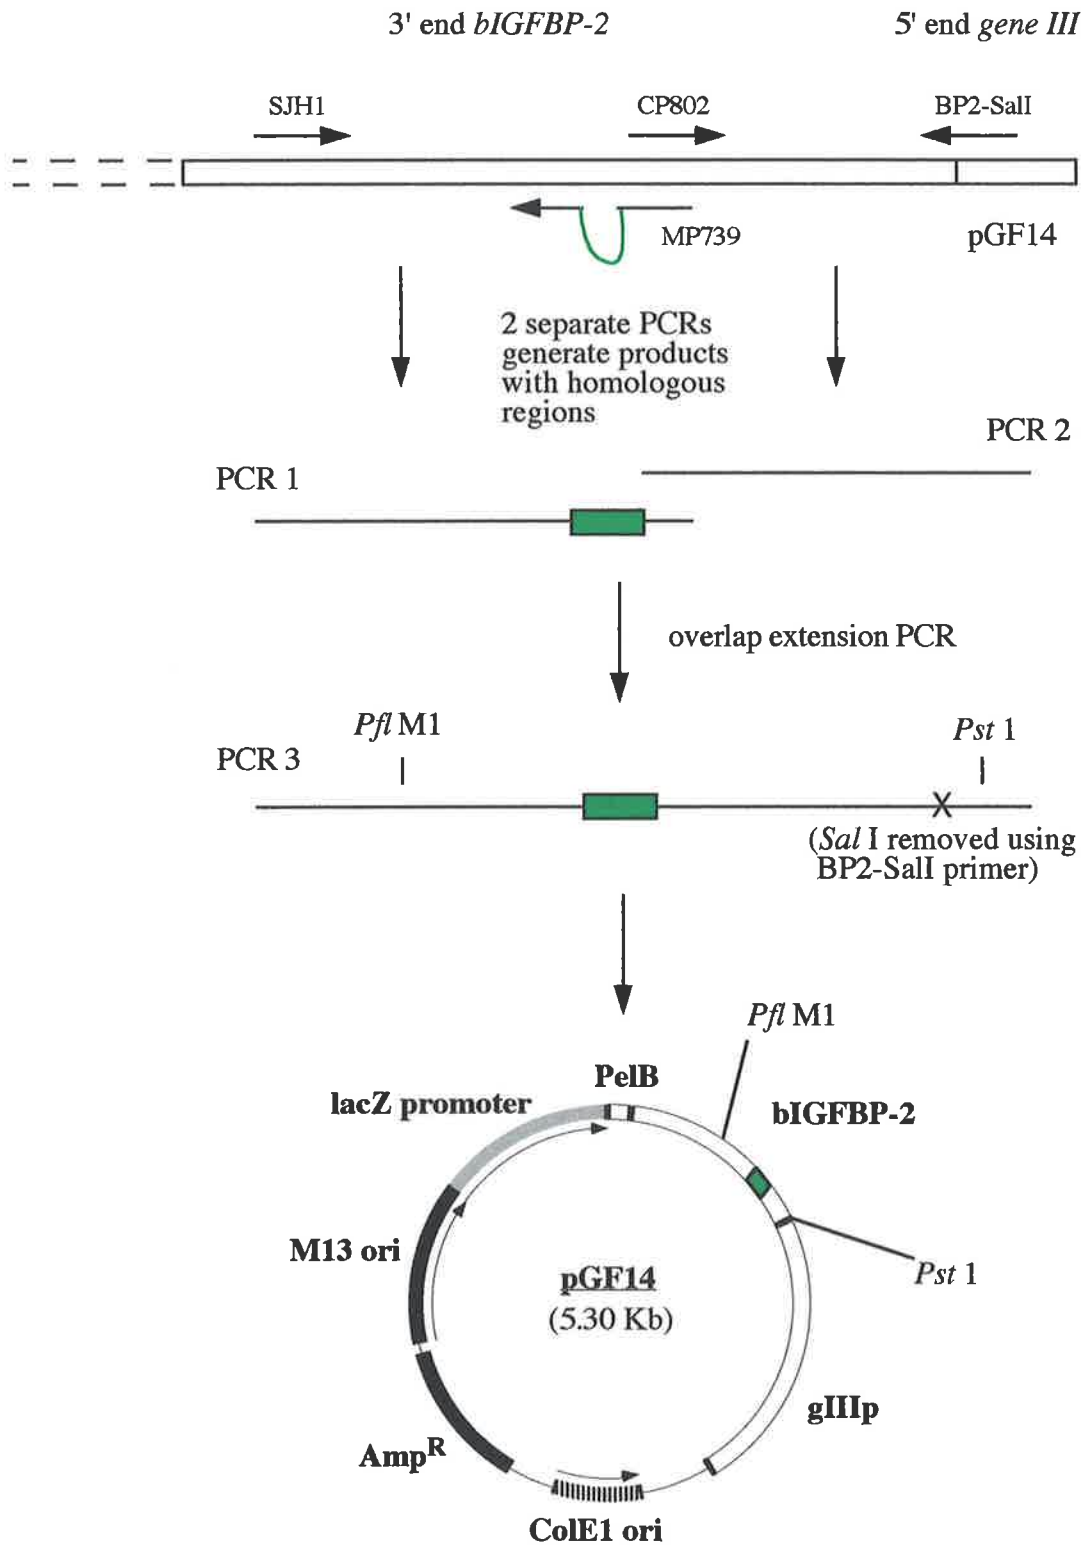 3' end bIGFBP-2
5' end gene III
SJH1
CP802
BP2-SalI
MP739
pGF14
2 separate PCRs
generate products
with homologous
regions
PCR 2
PCR 1
overlap extension PCR
Pfl M1
Pst 1
PCR 3
X
(Sal I removed using
BP2-SalI primer)
Pfl M1
PelB
lacZ promoter
bIGFBP-2
M13 ori
Pst 1
pGF14
(5.30 Kb)
gIIIp
AmpR
ColE1 ori